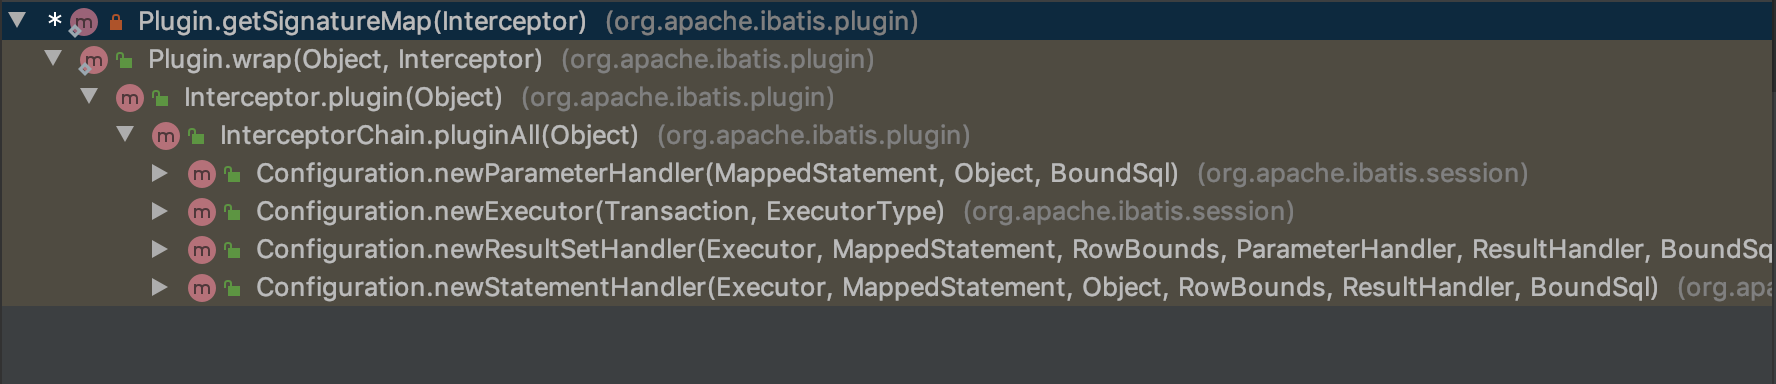 * m Plugin.getSignatureMap(Interceptor) (org.apache.ibatis.plugin)
m Plugin.wrap(Object, Interceptor) (org.apache.ibatis.plugin)
m Interceptor.plugin(Object) (org.apache.ibatis.plugin)
m InterceptorChain.pluginAll(Object) (org.apache.ibatis.plugin)
m Configuration.newParameterHandler(MappedStatement, Object, BoundSql) (org.apache.ibatis.session)
m Configuration.newExecutor(Transaction, ExecutorType) (org.apache.ibatis.session)
m Configuration.newResultSetHandler(Executor, MappedStatement, RowBounds, ParameterHandler, ResultHandler, BoundSq
m Configuration.newStatementHandler(Executor, MappedStatement, Object, RowBounds, ResultHandler, BoundSql) (org.apa